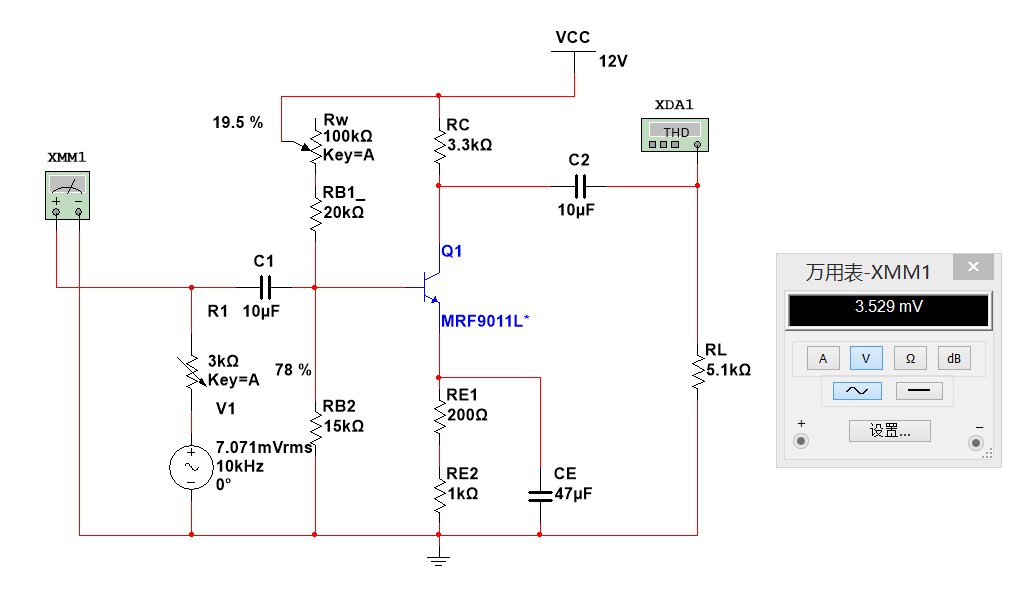 VCC
12V
XDA1
THD
19.5 %
Rw
100kΩ
Key=A
RC
3.3kΩ
XMM1
+ −
C2
10µF
RB1_
20kΩ
Q1
C1
10µF
R1
MRF9011L*
3kΩ
Key=A
78 %
V1
RB2
15kΩ
7.071mVrms
10kHz
0°
+
−
RE1
200Ω
RE2
1kΩ
CE
47µF
RL
5.1kΩ
万用表-XMM1
3.529 mV
A V Ω dB
+ 设置... −